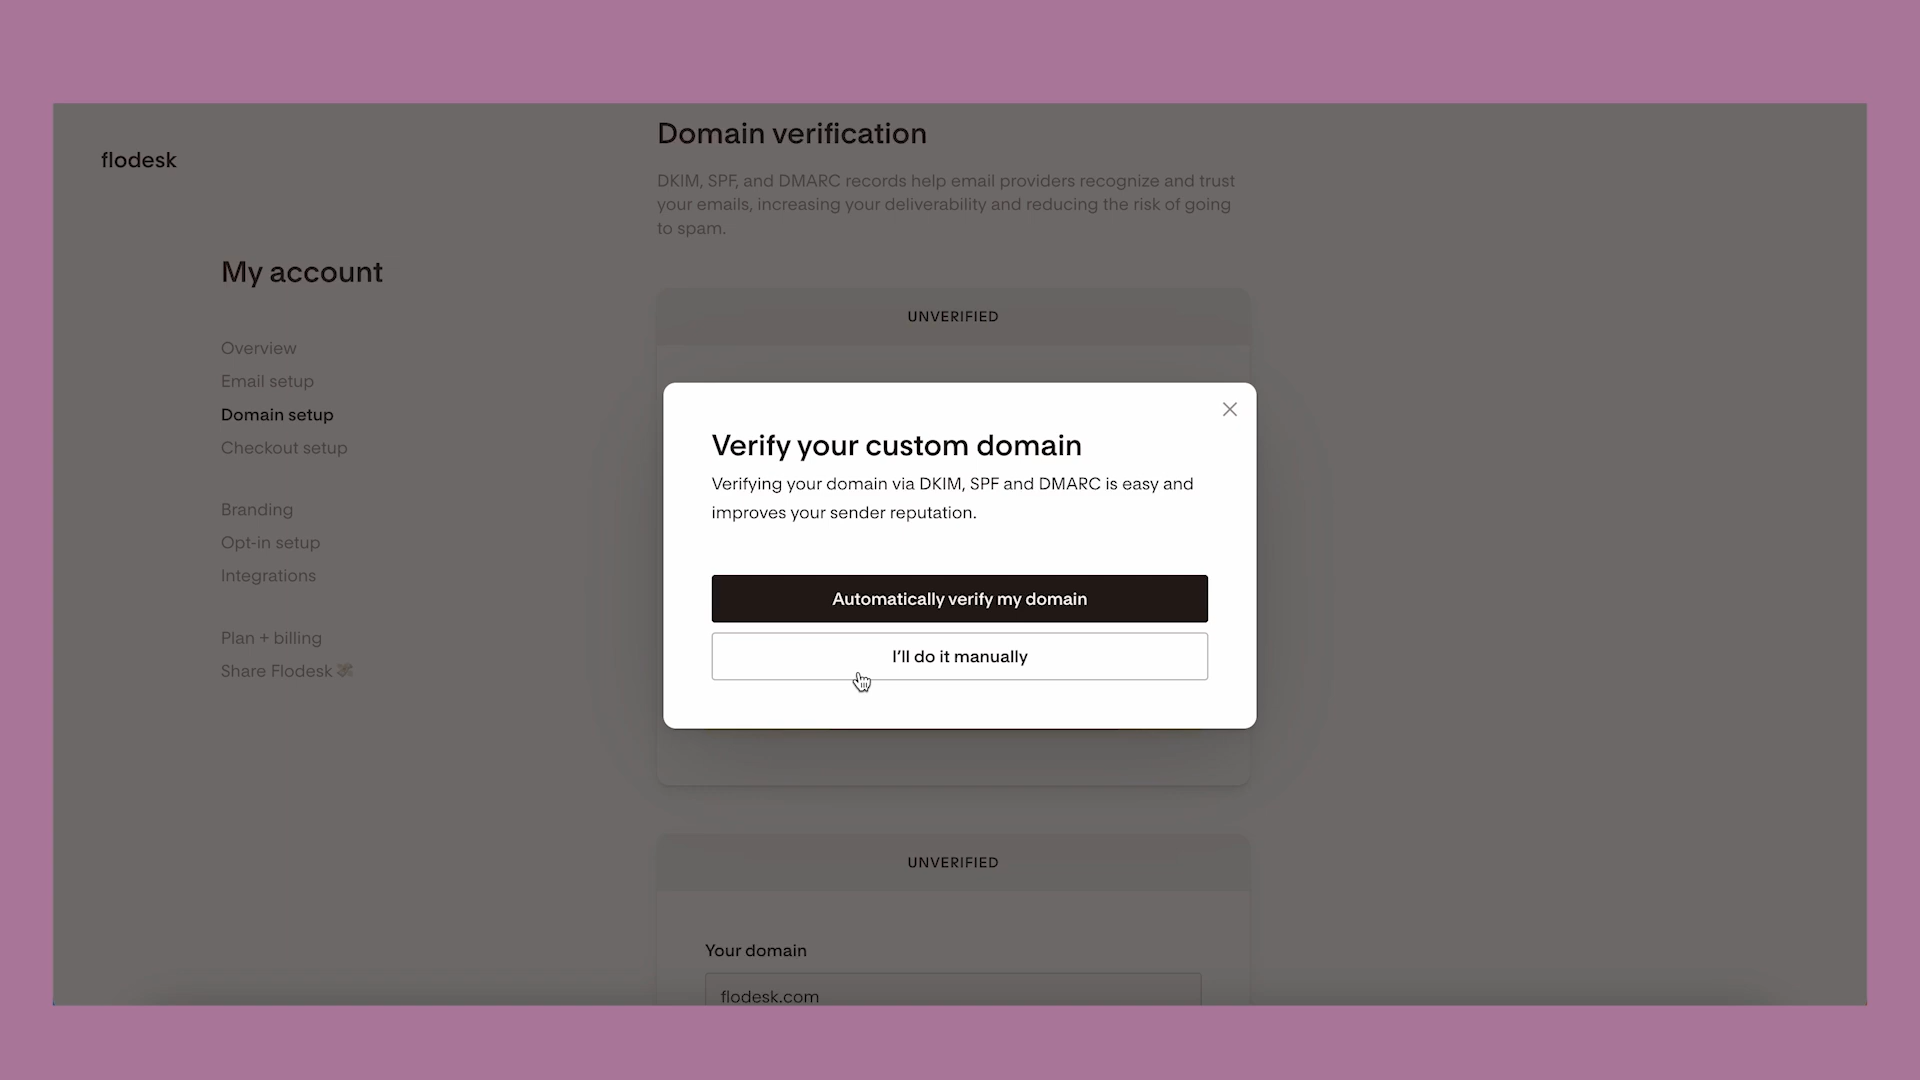 flodesk
My account
Overview
Email setup
Domain setup
Checkout setup
Branding
Opt-in setup
Integrations
Plan + billing
Share Flodesk 💸
Domain verification
DKIM, SPF, and DMARC records help email providers recognize and trust
your emails, increasing your deliverability and reducing the risk of going
to spam.
UNVERIFIED
Verify your custom domain
Verifying your domain via DKIM, SPF and DMARC is easy and
improves your sender reputation.
Automatically verify my domain
I’ll do it manually
UNVERIFIED
Your domain
flodesk.com